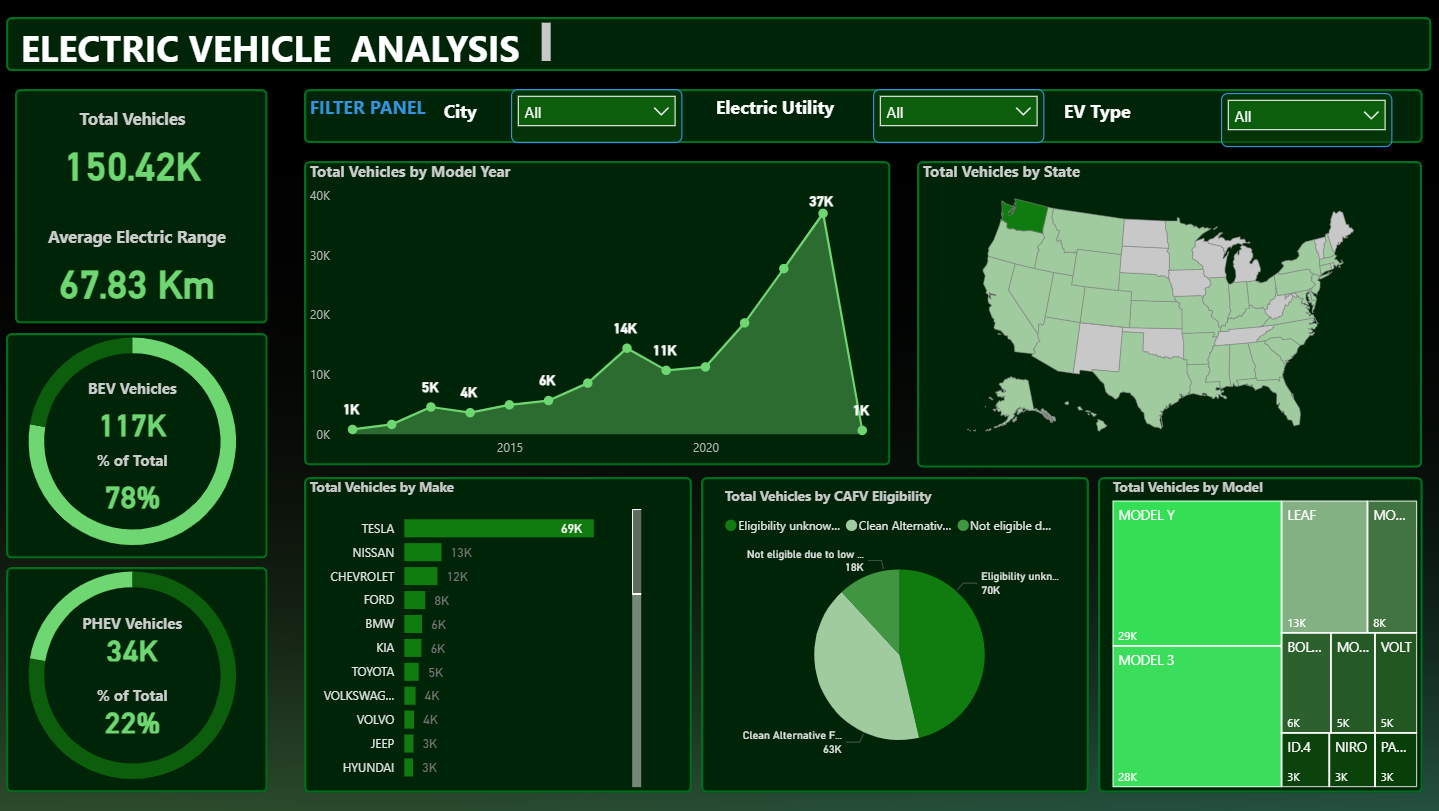 ELECTRIC VEHICLE ANALYSIS
Total Vehicles
150.42K
Average Electric Range
67.83 Km
BEV Vehicles
117K
% of Total
78%
PHEV Vehicles
34K
% of Total
22%
FILTER PANEL
City
All
Electric Utility
All
EV Type
All
Total Vehicles by Model Year
40K
30K
20K
10K
0K
1K
5K
4K
6K
14K
11K
37K
1K
2015
2020
Total Vehicles by State
Total Vehicles by Make
TESLA 69K
NISSAN 13K
CHEVROLET 12K
FORD 8K
BMW 6K
KIA 6K
TOYOTA 5K
VOLKSWAG... 4K
VOLVO 4K
JEEP 3K
HYUNDAI 3K
Total Vehicles by CAFV Eligibility
Eligibility unknow... Clean Alternativ... Not eligible d...
Not eligible due to low ...
18K
Eligibility unkn...
70K
Clean Alternative F...
63K
Total Vehicles by Model
MODEL Y
29K
MODEL 3
28K
LEAF
13K
MO...
8K
BOL...
6K
MO...
5K
VOLT
5K
ID.4
3K
NIRO
3K
PA...
3K